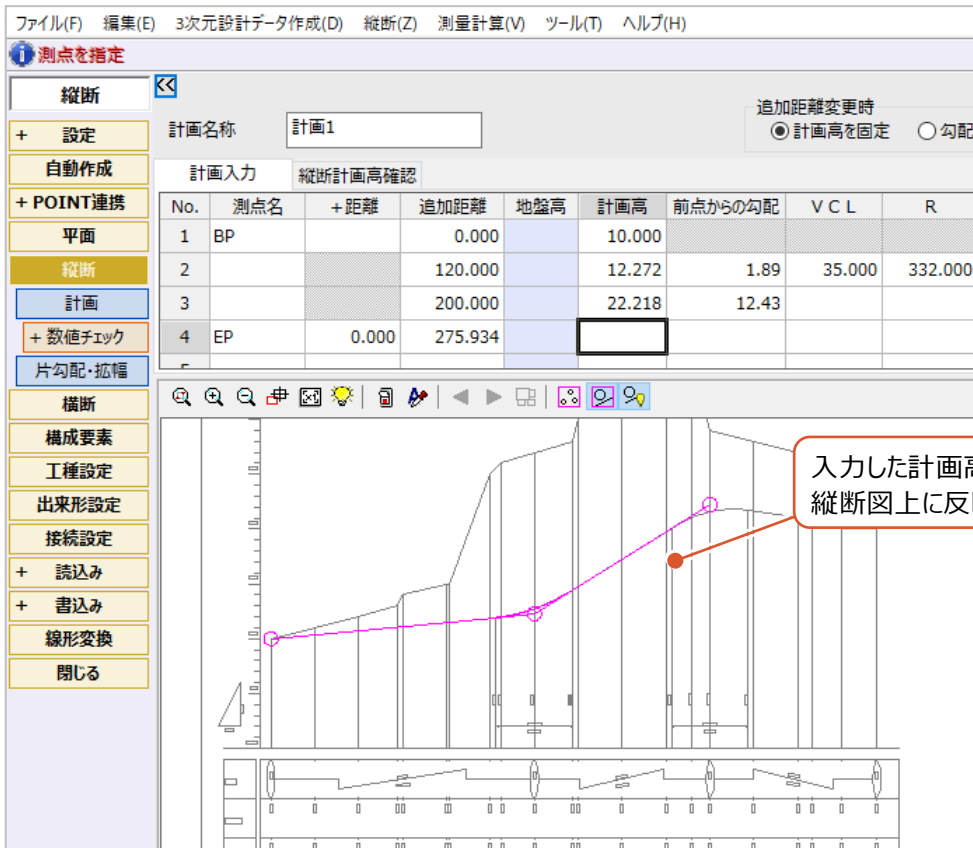 ファイル(F) 編集(E) 3次元設計データ作成(D) 縦断(Z) 測量計算(V) ツール(T) ヘルプ(H)
測点を指定
縦断
+ 設定
自動作成
+ POINT連携
平面
縦断
計画
+ 数値チェック
片勾配・拡幅
横断
構成要素
工種設定
出来形設定
接続設定
+ 読込み
+ 書込み
線形変換
閉じる
追加距離変更時
計画名称 計画1 計画高を固定 勾配
計画入力 縦断計画高確認
No. 測点名 +距離 追加距離 地盤高 計画高 前点からの勾配 VCL R
1 BP 0.000 10.000
2 120.000 12.272 1.89 35.000 332.000
3 200.000 22.218 12.43
4 EP 0.000 275.934
入力した計画高
縦断図上に反